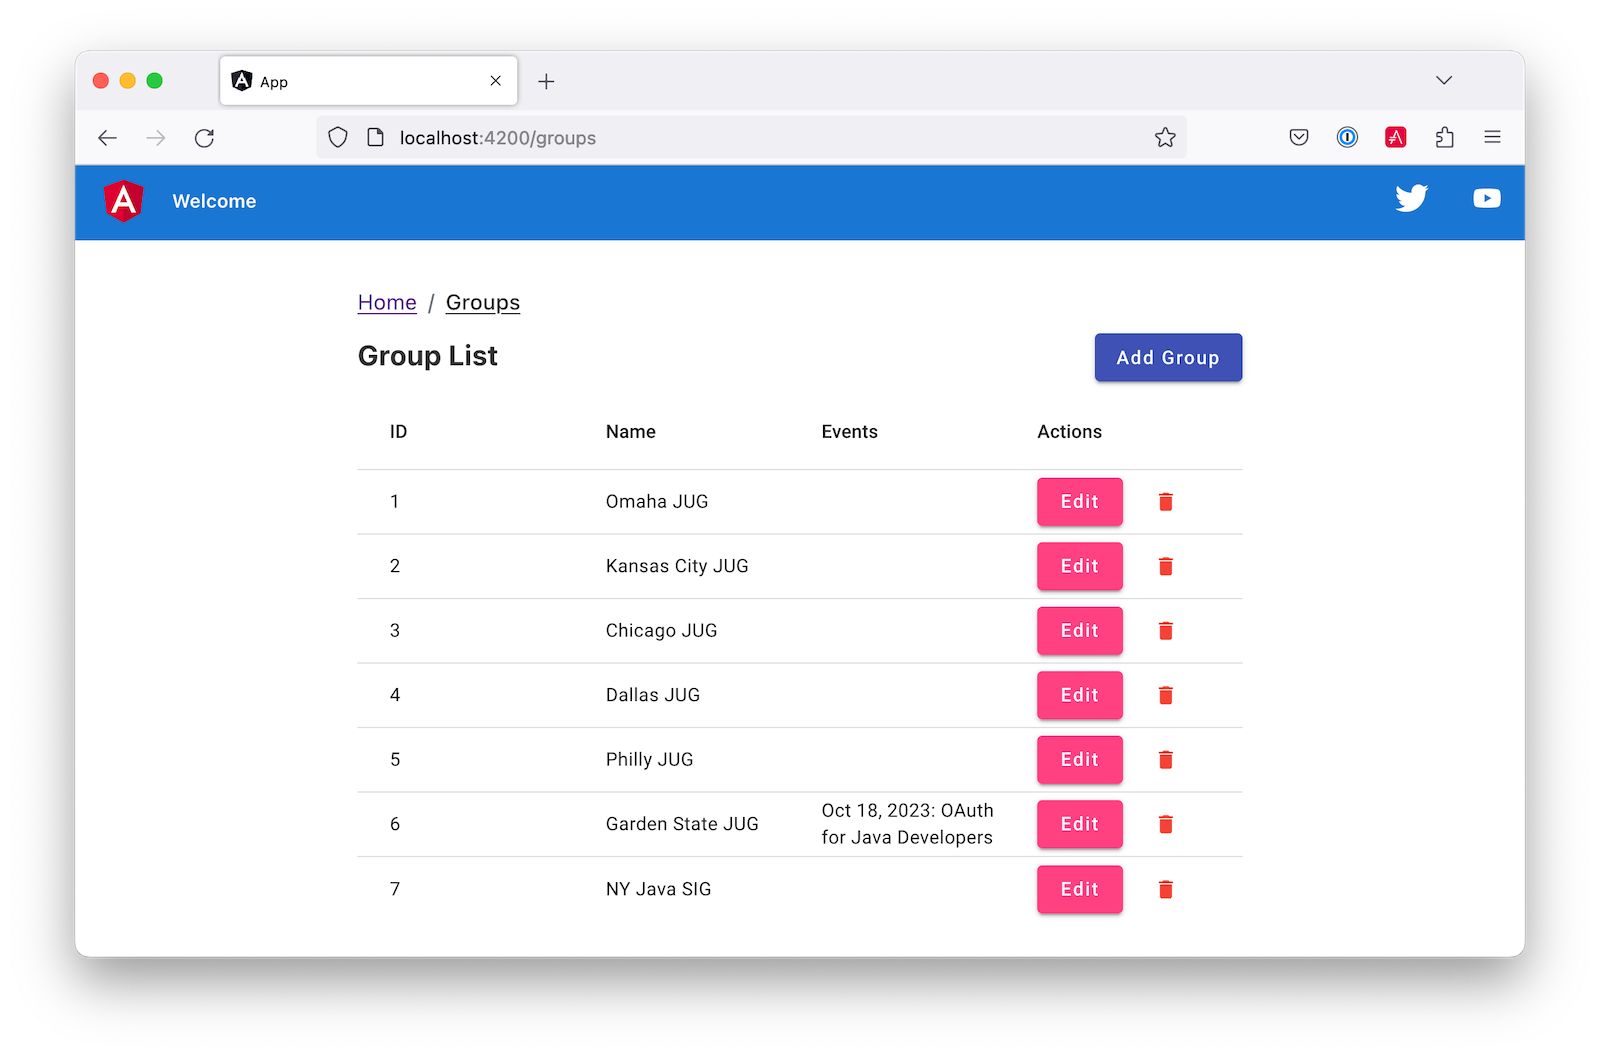 App
localhost:4200/groups
A
Welcome
Home / Groups
Group List
Add Group
ID Name Events Actions
1 Omaha JUG Edit
2 Kansas City JUG Edit
3 Chicago JUG Edit
4 Dallas JUG Edit
5 Philly JUG Edit
6 Garden State JUG Oct 18, 2023: OAuth
for Java Developers Edit
7 NY Java SIG Edit